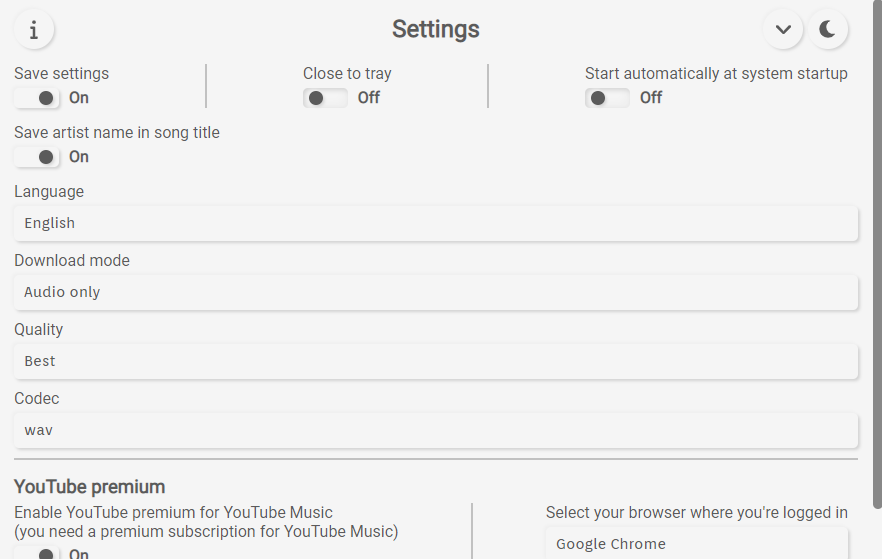 Settings
Save settings
On
Close to tray
Off
Start automatically at system startup
Off
Save artist name in song title
On
Language
English
Download mode
Audio only
Quality
Best
Codec
wav
YouTube premium
Enable YouTube premium for YouTube Music
(you need a premium subscription for YouTube Music)
On
Select your browser where you're logged in
Google Chrome